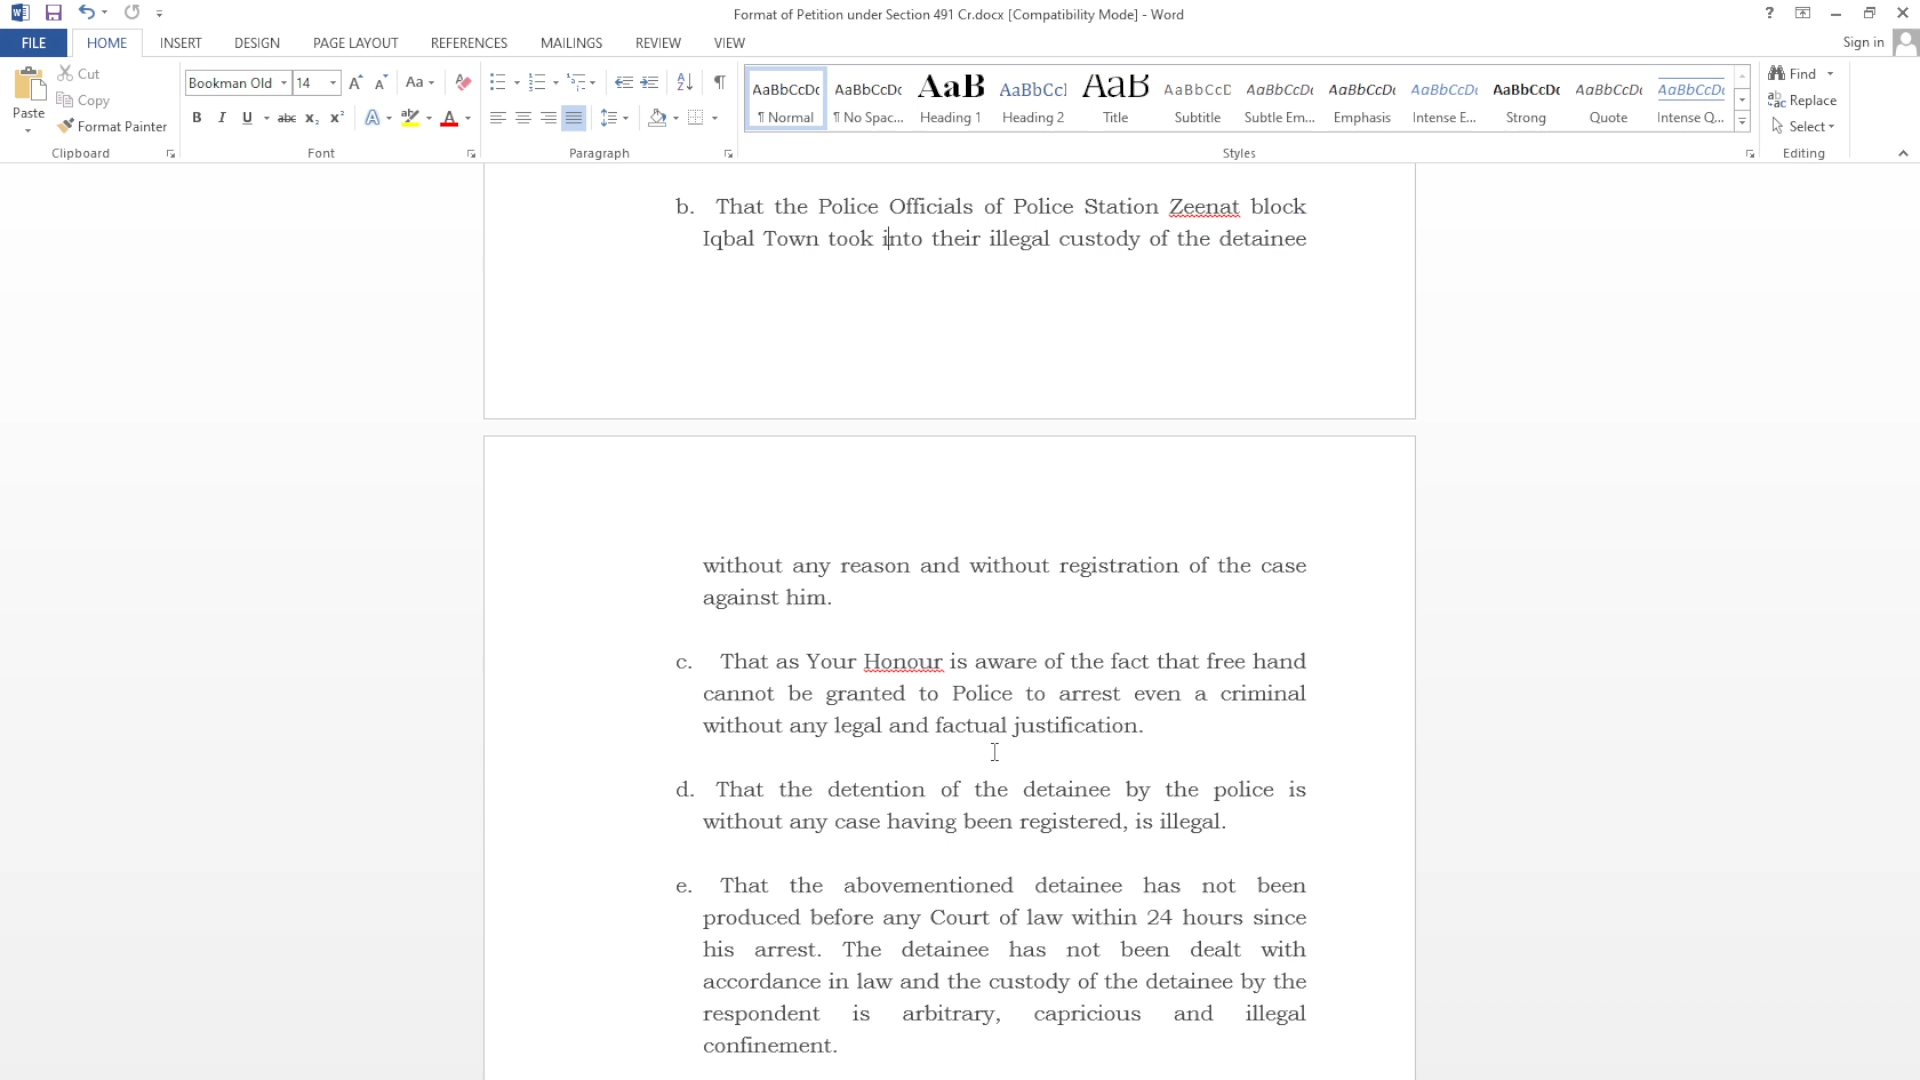 Format of Petition under Section 491 Cr.docx [Compatibility Mode] - Word
?
FILE HOME INSERT DESIGN PAGE LAYOUT REFERENCES MAILINGS REVIEW VIEW
Sign in
Paste
Cut
Copy
Format Painter
Clipboard
Bookman Old 14
Aa
B I U abc x₂ x²
A aby A
Font
Paragraph
AaBbCcDc AaBbCcDc AaB AaBbCc AaB AaBbCcD AaBbCcDc AaBbCcDc AaBbCcDc AaBbCcDc AaBbCcDc AaBbCcDc
¶ Normal ¶ No Spac... Heading 1 Heading 2 Title Subtitle Subtle Em... Emphasis Intense E... Strong Quote Intense Q...
Styles
Find
Replace
Select
Editing
b. That the Police Officials of Police Station Zeenat block
Iqbal Town took into their illegal custody of the detainee
without any reason and without registration of the case
against him.
c. That as Your Honour is aware of the fact that free hand
cannot be granted to Police to arrest even a criminal
without any legal and factual justification.
d. That the detention of the detainee by the police is
without any case having been registered, is illegal.
e. That the abovementioned detainee has not been
produced before any Court of law within 24 hours since
his arrest. The detainee has not been dealt with
accordance in law and the custody of the detainee by the
respondent is arbitrary, capricious and illegal
confinement.